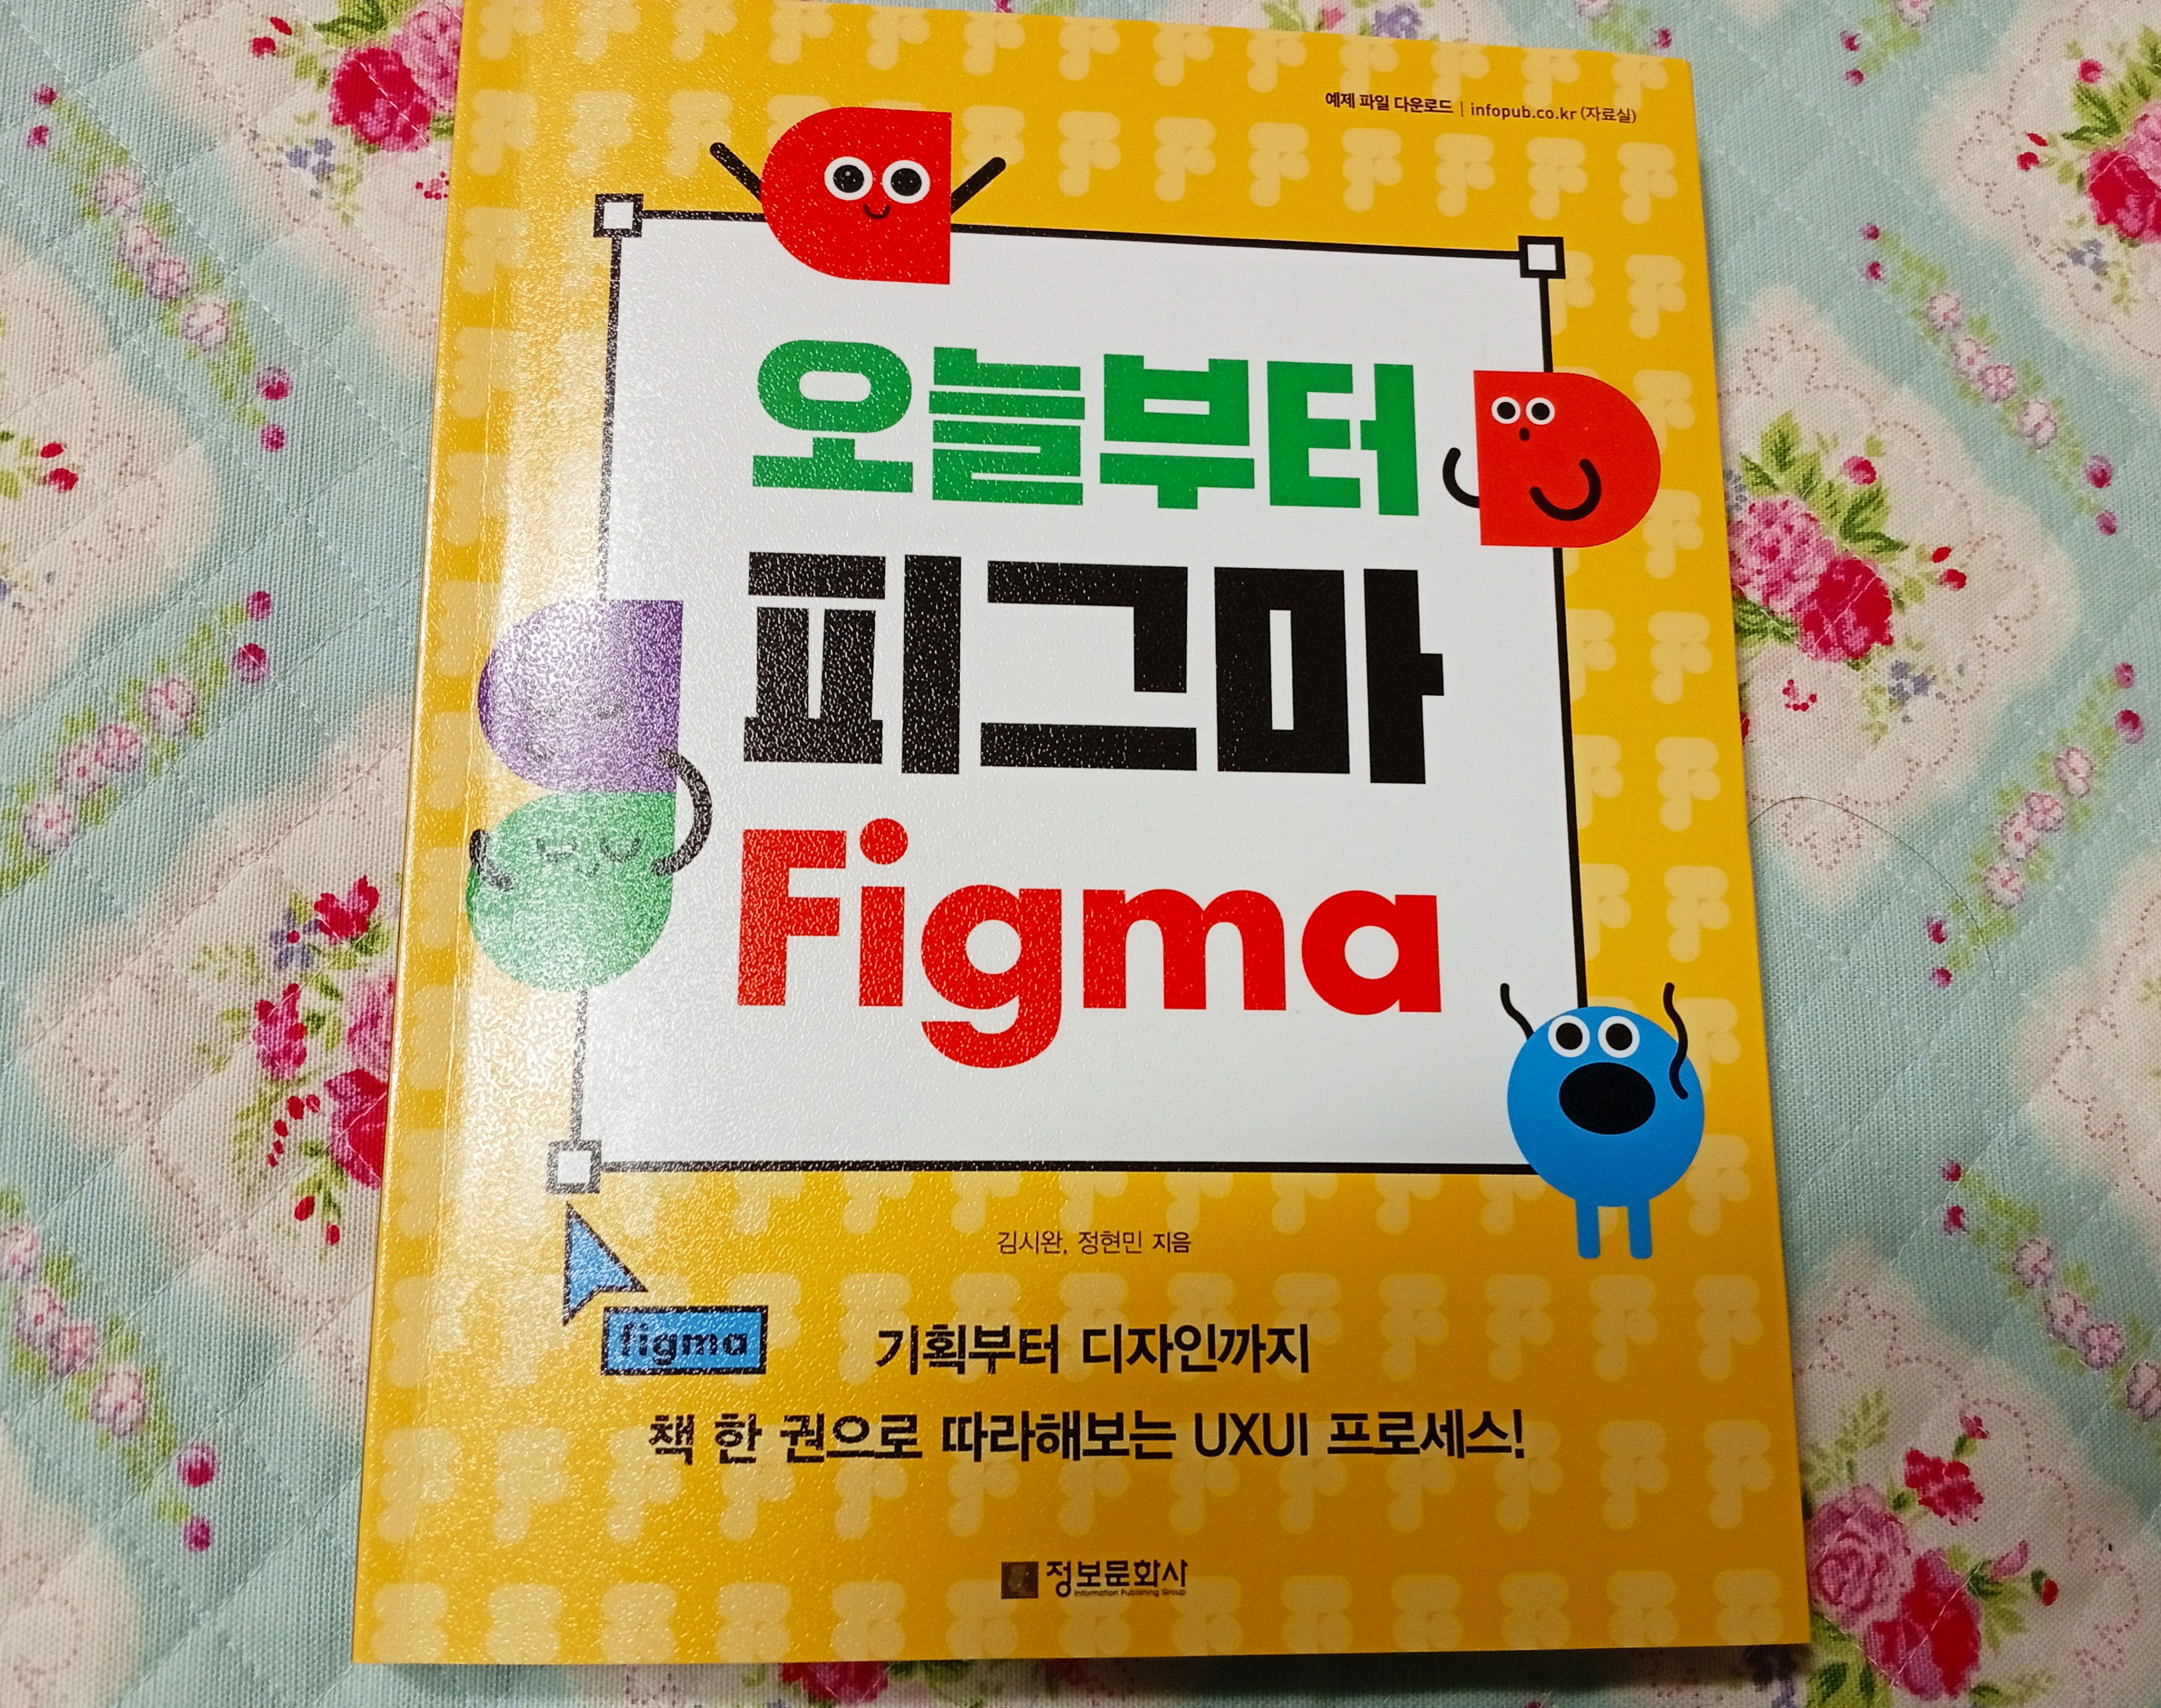 예제 파일 다운로드 | infopub.co.kr (자료실)
오늘부터
피그마
Figma
김시완, 정현민 지음
figma
기획부터 디자인까지
책 한 권으로 따라해보는 UXUI 프로세스!
정보문화사
Information Publishing Group